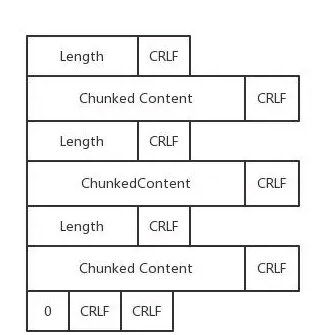 Length CRLF
Chunked Content CRLF
Length CRLF
ChunkedContent CRLF
Length CRLF
Chunked Content CRLF
0 CRLF CRLF